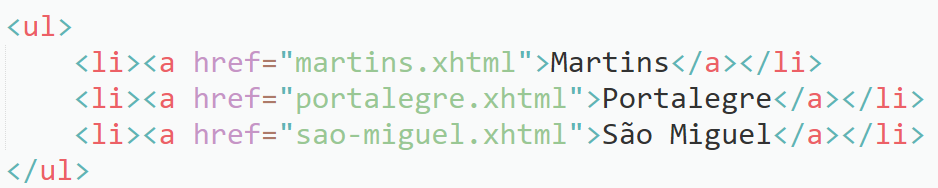 <ul>
<li><a href="martins.xhtml">Martins</a></li>
<li><a href="portalegre.xhtml">Portalegre</a></li>
<li><a href="sao-miguel.xhtml">São Miguel</a></li>
</ul>